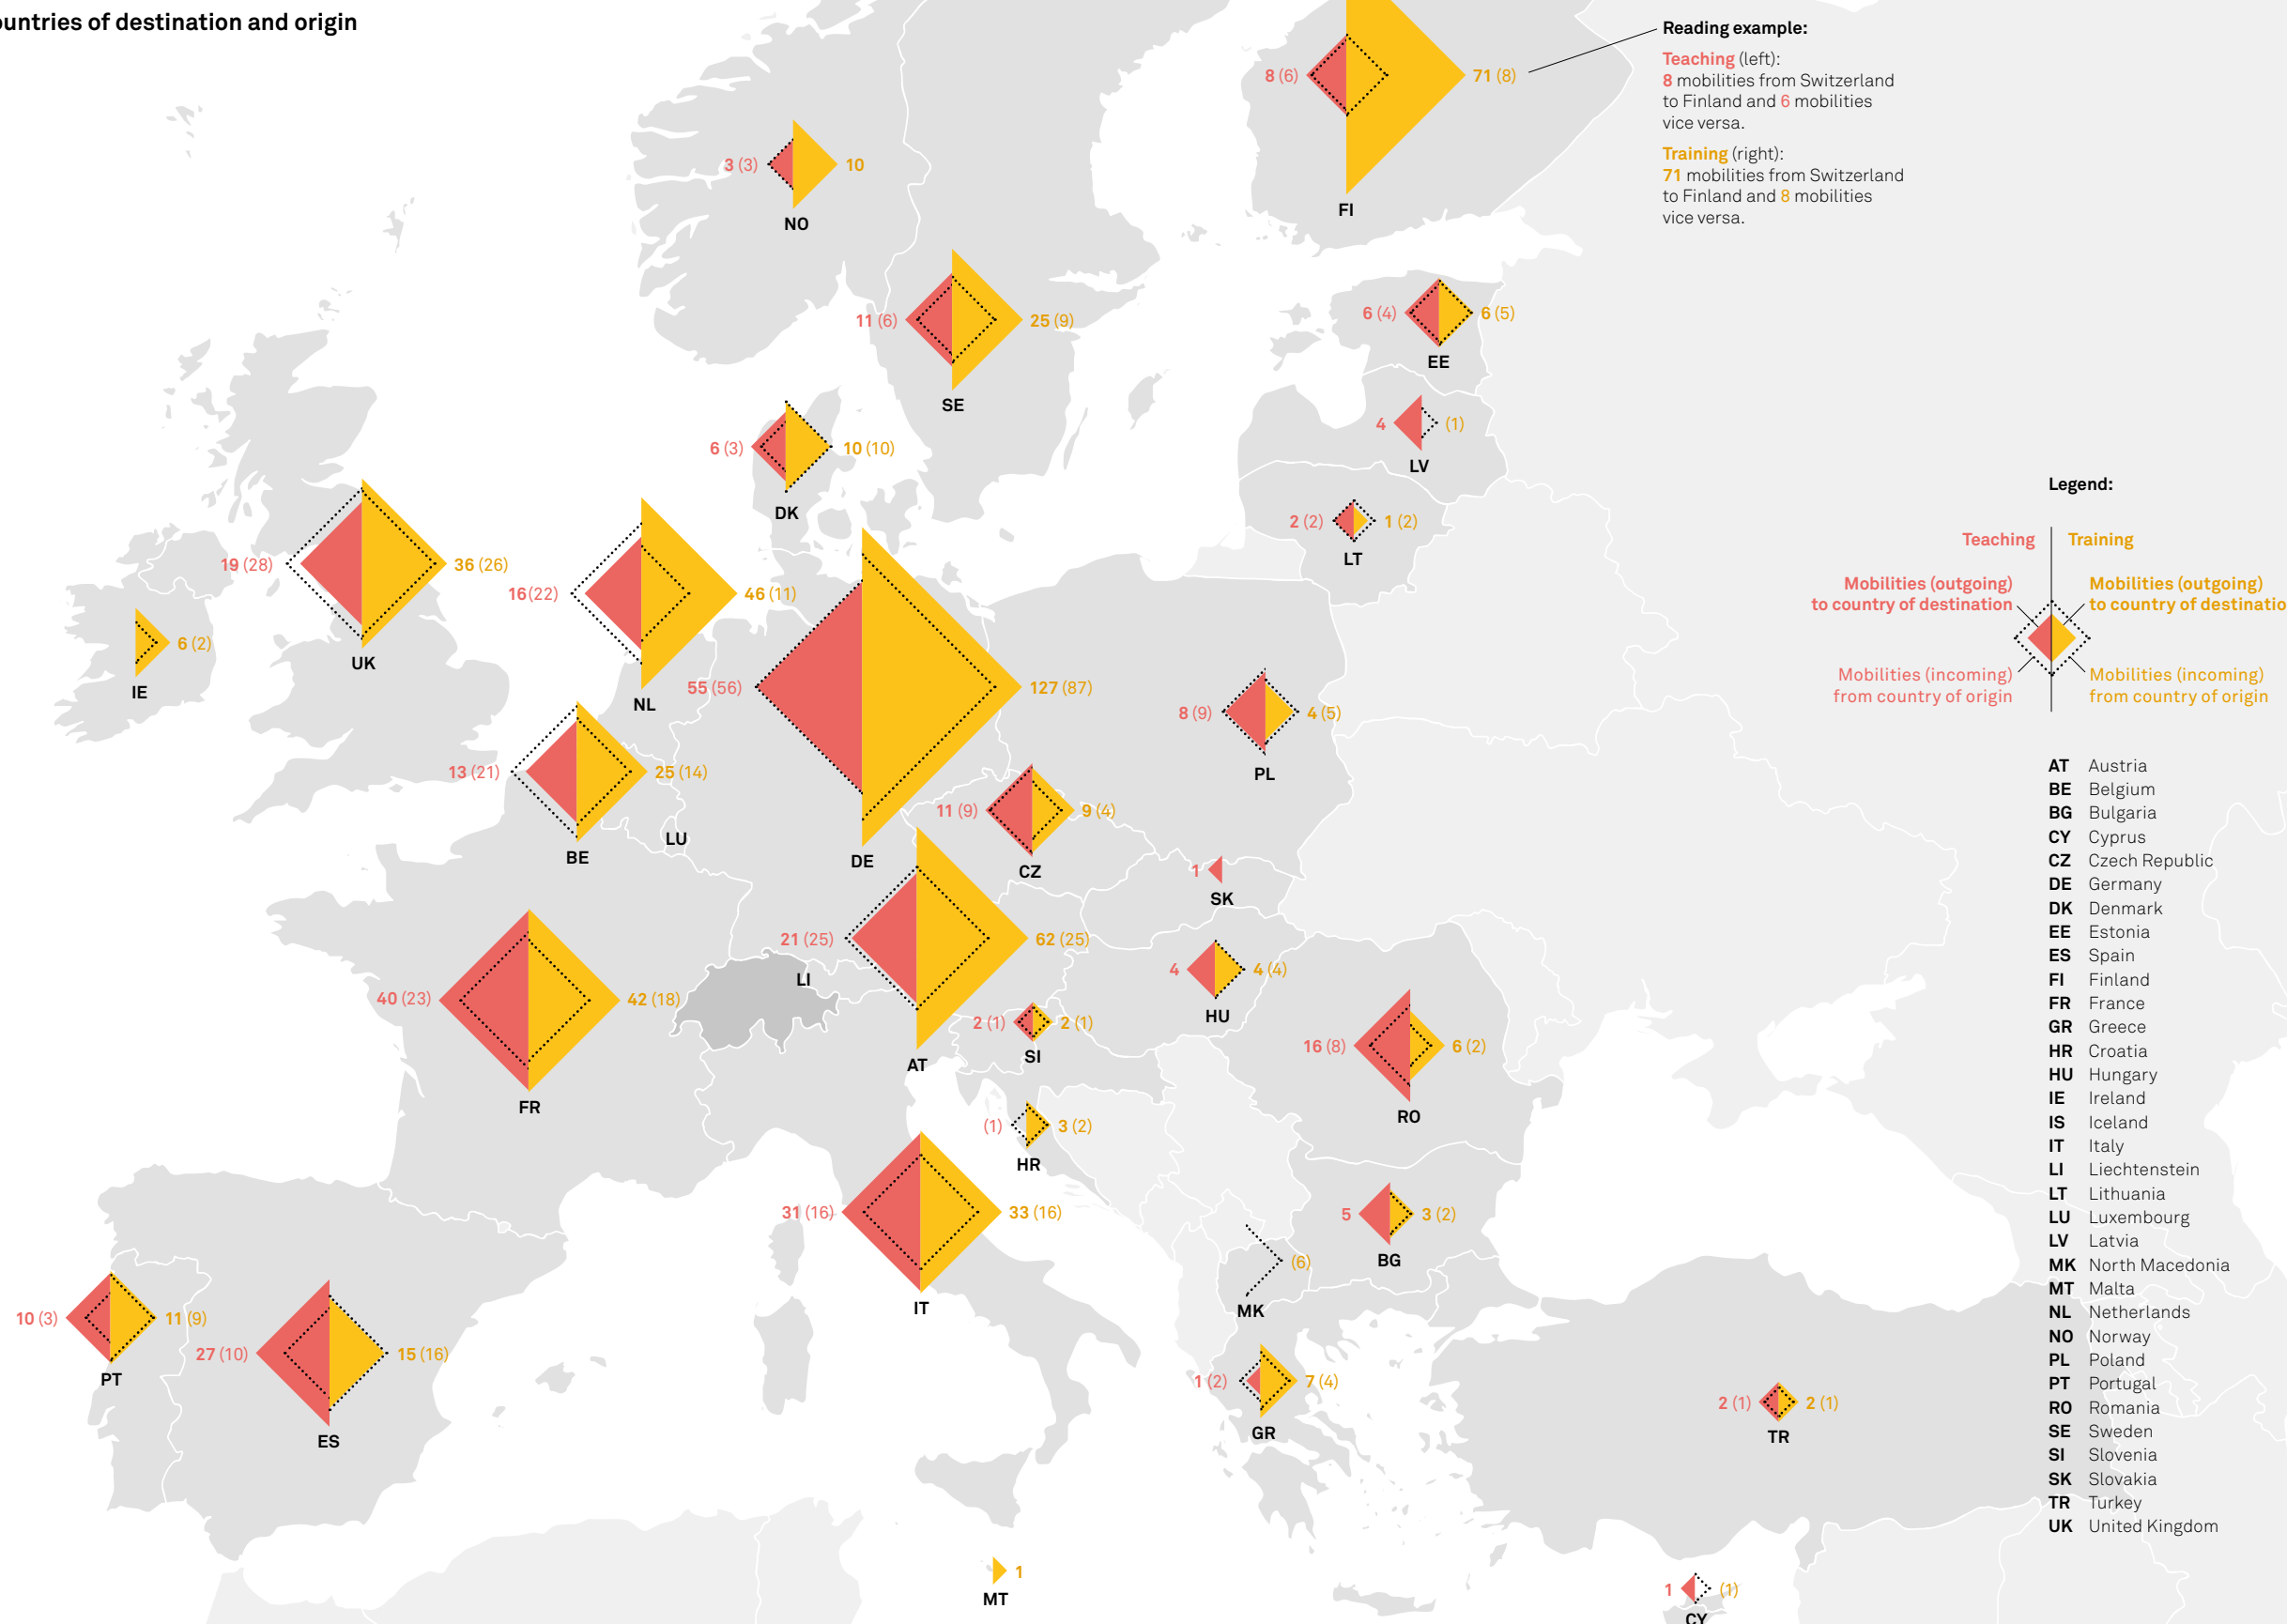 ountries of destination and origin
Reading example:
Teaching (left):
8 mobilities from Switzerland
to Finland and 6 mobilities
vice versa.
Training (right):
71 mobilities from Switzerland
to Finland and 8 mobilities
vice versa.
8 (6)
71 (8)
FI
3 (3)
10
NO
11 (6)
25 (9)
SE
6 (4)
6 (5)
EE
4
(1)
LV
6 (3)
10 (10)
DK
2 (2)
1 (2)
LT
19 (28)
36 (26)
UK
16 (22)
46 (11)
NL
6 (2)
IE
55 (56)
127 (87)
DE
8 (9)
4 (5)
PL
13 (21)
25 (14)
BE
LU
11 (9)
9 (4)
CZ
1
SK
21 (25)
62 (25)
AT
LI
4
4 (4)
HU
40 (23)
42 (18)
FR
2 (1)
2 (1)
SI
16 (8)
6 (2)
RO
(1)
3 (2)
HR
31 (16)
33 (16)
IT
5
3 (2)
BG
(6)
MK
10 (3)
11 (9)
PT
27 (10)
15 (16)
ES
1 (2)
7 (4)
GR
2 (1)
2 (1)
TR
1
MT
1
(1)
CY
Legend:
Teaching
Training
Mobilities (outgoing)
to country of destination
Mobilities (outgoing)
to country of destinatio
Mobilities (incoming)
from country of origin
Mobilities (incoming)
from country of origin
AT Austria
BE Belgium
BG Bulgaria
CY Cyprus
CZ Czech Republic
DE Germany
DK Denmark
EE Estonia
ES Spain
FI Finland
FR France
GR Greece
HR Croatia
HU Hungary
IE Ireland
IS Iceland
IT Italy
LI Liechtenstein
LT Lithuania
LU Luxembourg
LV Latvia
MK North Macedonia
MT Malta
NL Netherlands
NO Norway
PL Poland
PT Portugal
RO Romania
SE Sweden
SI Slovenia
SK Slovakia
TR Turkey
UK United Kingdom